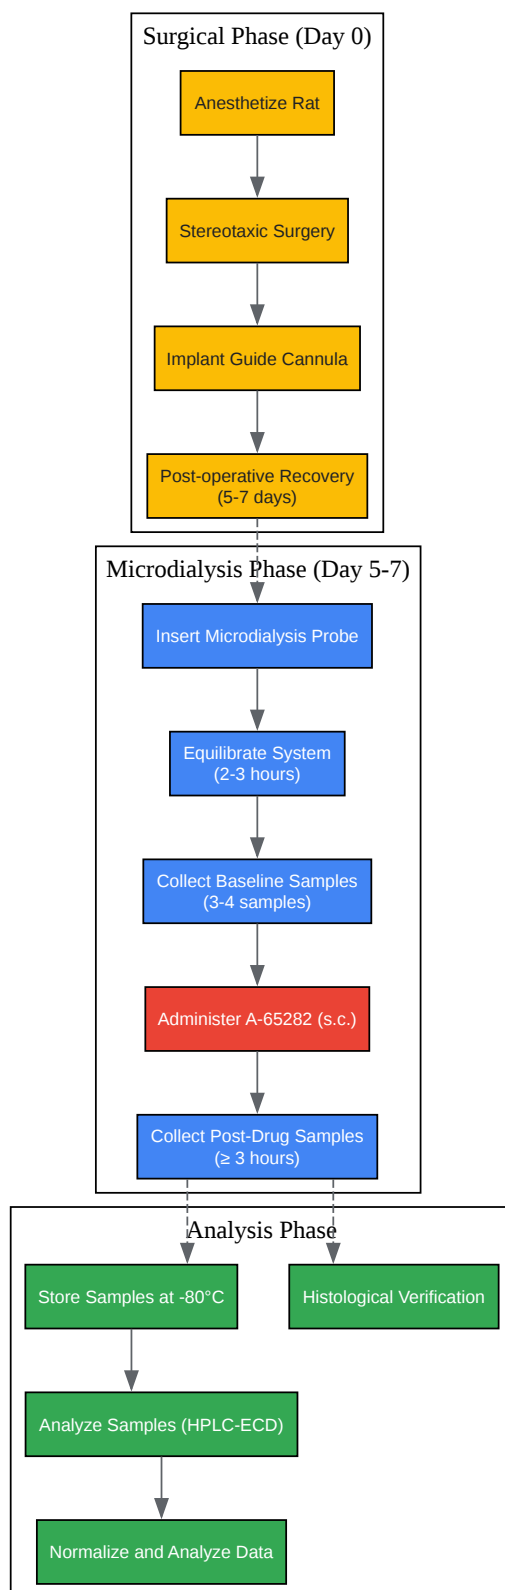 Surgical Phase (Day 0)
Anesthetize Rat
Stereotaxic Surgery
Implant Guide Cannula
Post-operative Recovery
(5-7 days)
Microdialysis Phase (Day 5-7)
Insert Microdialysis Probe
Equilibrate System
(2-3 hours)
Collect Baseline Samples
(3-4 samples)
Administer A-65282 (s.c.)
Collect Post-Drug Samples
(≥ 3 hours)
Analysis Phase
Store Samples at -80°C
Histological Verification
Analyze Samples (HPLC-ECD)
Normalize and Analyze Data